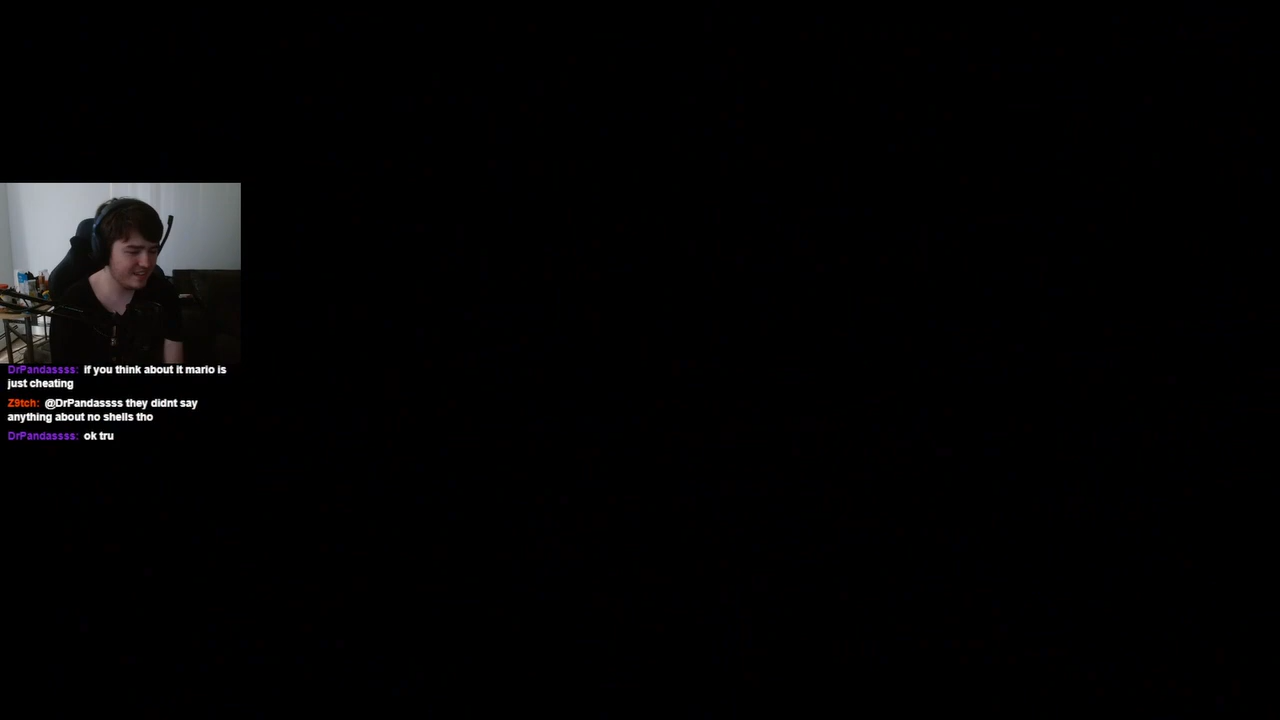 DrPandassss: if you think about it mario is
just cheating
Z9tch: @DrPandassss they didnt say
anything about no shells tho
DrPandassss: ok tru